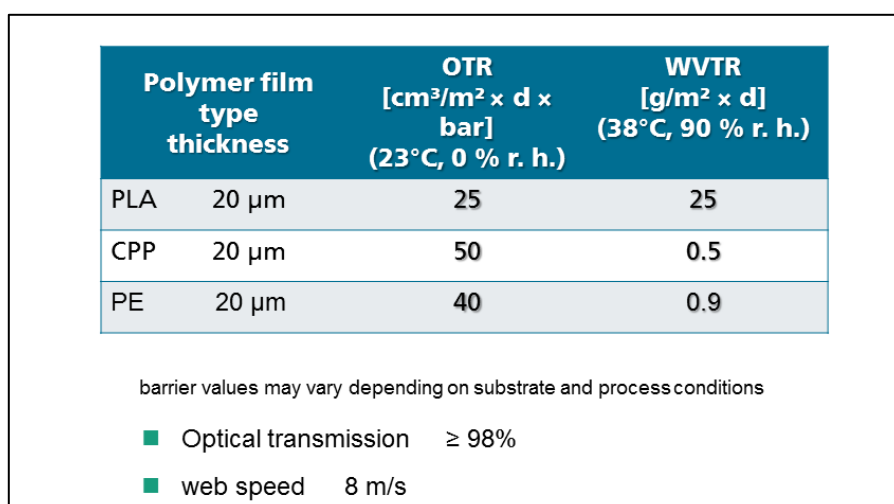 Polymer film
type
thickness
OTR
[cm³/m² × d ×
bar]
(23°C, 0 % r. h.)
WVTR
[g/m² × d]
(38°C, 90 % r. h.)
PLA 20 µm 25 25
CPP 20 µm 50 0.5
PE 20 µm 40 0.9
barrier values may vary depending on substrate and process conditions
Optical transmission ≥ 98%
web speed 8 m/s